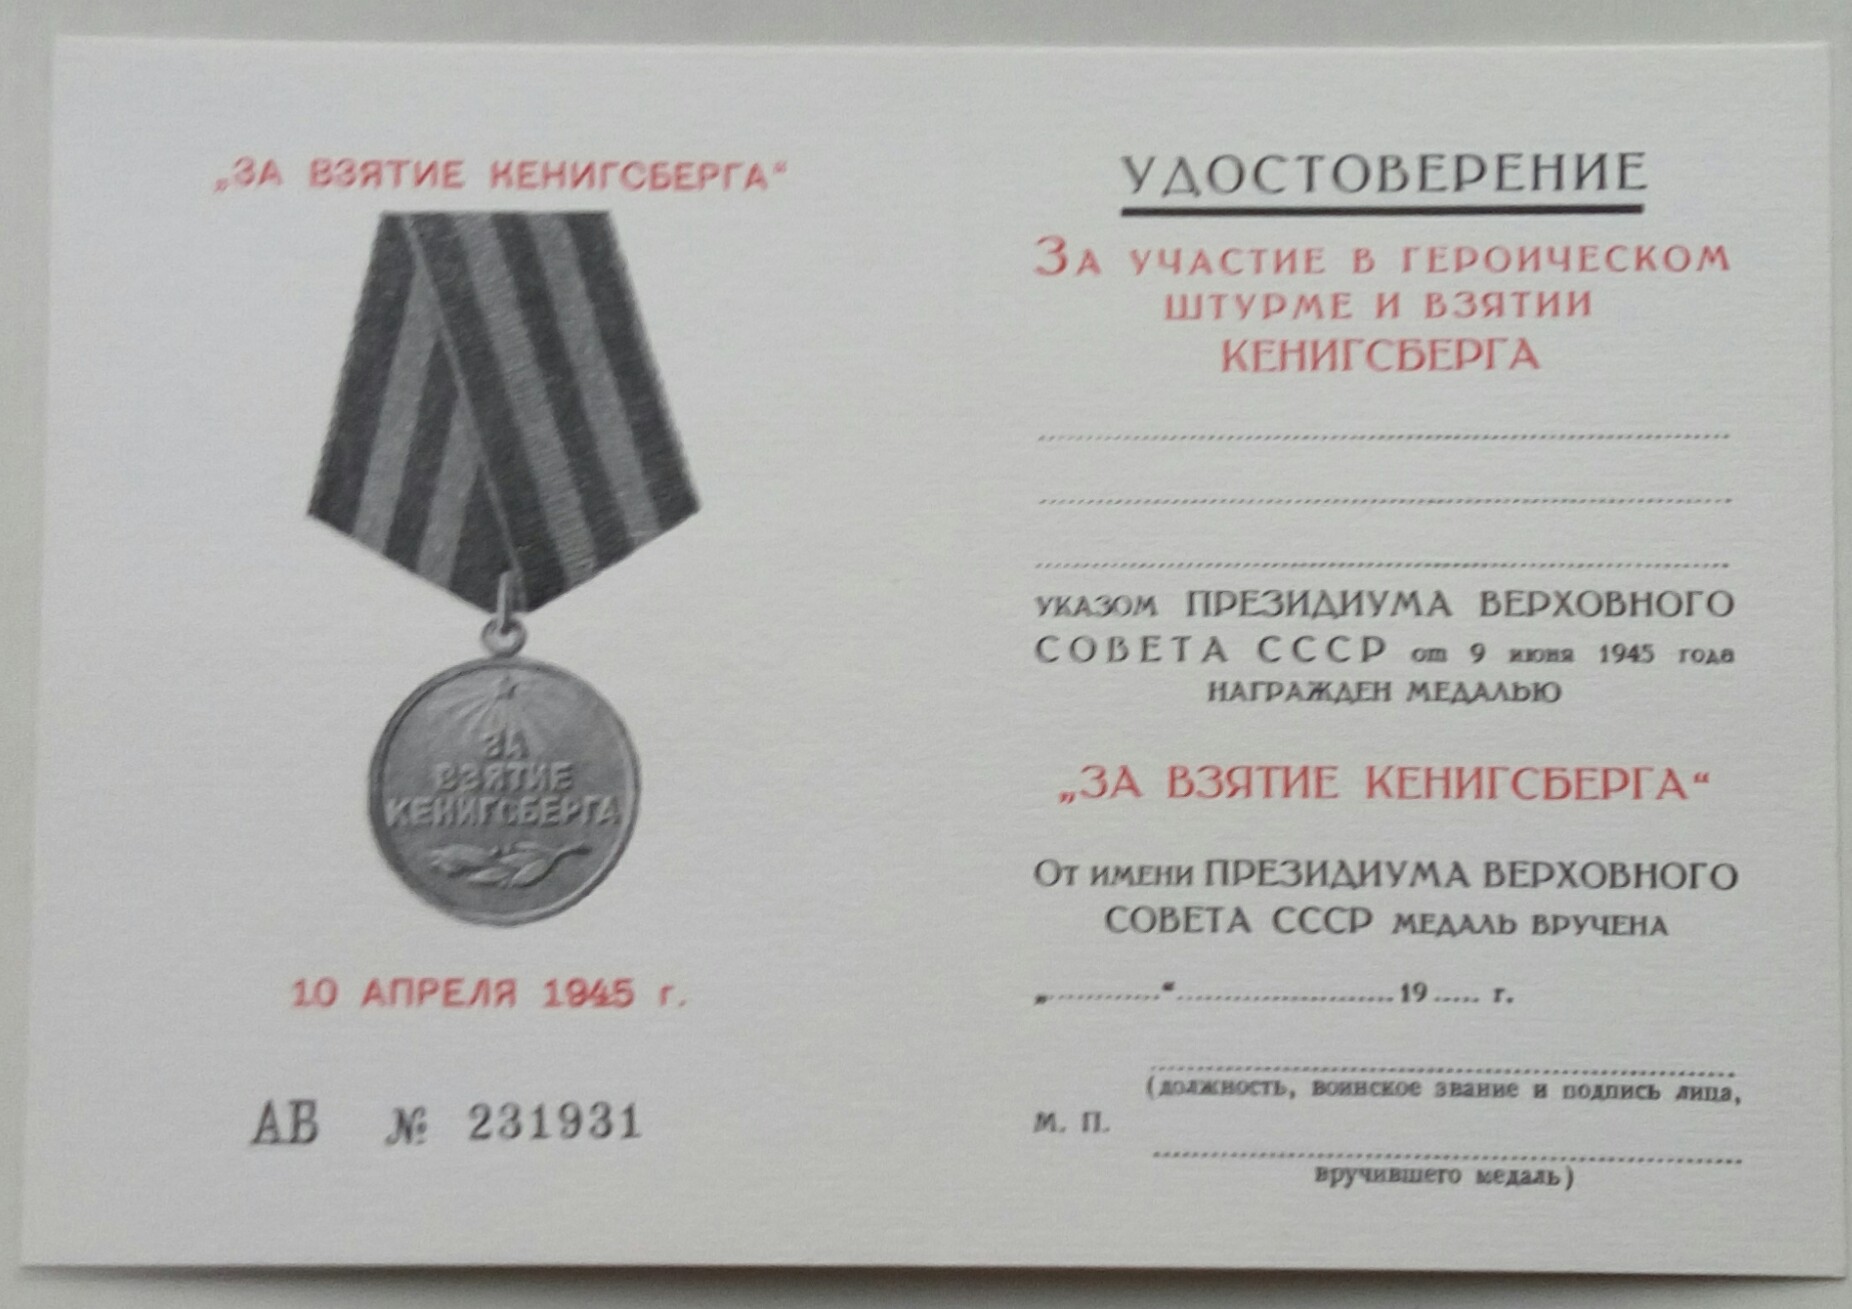 „ЗА ВЗЯТИЕ КЕНИГСБЕРГА“
ЗА
ВЗЯТИЕ
КЕНИГСБЕРГА
10 АПРЕЛЯ 1945 г.
АВ № 231931
УДОСТОВЕРЕНИЕ
ЗА УЧАСТИЕ В ГЕРОИЧЕСКОМ
ШТУРМЕ И ВЗЯТИИ
КЕНИГСБЕРГА
УКАЗОМ ПРЕЗИДИУМА ВЕРХОВНОГО
СОВЕТА СССР от 9 июня 1945 года
НАГРАЖДЕН МЕДАЛЬЮ
„ЗА ВЗЯТИЕ КЕНИГСБЕРГА“
ОТ ИМЕНИ ПРЕЗИДИУМА ВЕРХОВНОГО
СОВЕТА СССР МЕДАЛЬ ВРУЧЕНА
„............“........................19..... г.
(должность, воинское звание и подпись лица,
М. П.
вручившего медаль)